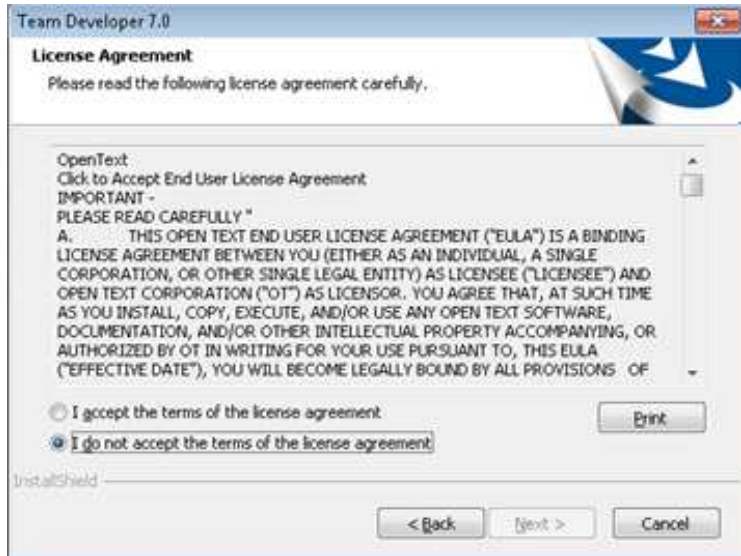 Team Developer 7.0
License Agreement
Please read the following license agreement carefully.
OpenText
Click to Accept End User License Agreement
IMPORTANT -
PLEASE READ CAREFULLY "
A. THIS OPEN TEXT END USER LICENSE AGREEMENT ("EULA") IS A BINDING
LICENSE AGREEMENT BETWEEN YOU (EITHER AS AN INDIVIDUAL, A SINGLE
CORPORATION, OR OTHER SINGLE LEGAL ENTITY) AS LICENSEE ("LICENSEE") AND
OPEN TEXT CORPORATION ("OT") AS LICENSOR. YOU AGREE THAT, AT SUCH TIME
AS YOU INSTALL, COPY, EXECUTE, AND/OR USE ANY OPEN TEXT SOFTWARE,
DOCUMENTATION, AND/OR OTHER INTELLECTUAL PROPERTY ACCOMPANYING, OR
AUTHORIZED BY OT IN WRITING FOR YOUR USE PURSUANT TO, THIS EULA
("EFFECTIVE DATE"), YOU WILL BECOME LEGALLY BOUND BY ALL PROVISIONS OF
I accept the terms of the license agreement
Print
I do not accept the terms of the license agreement
InstallShield
< Back
Next >
Cancel